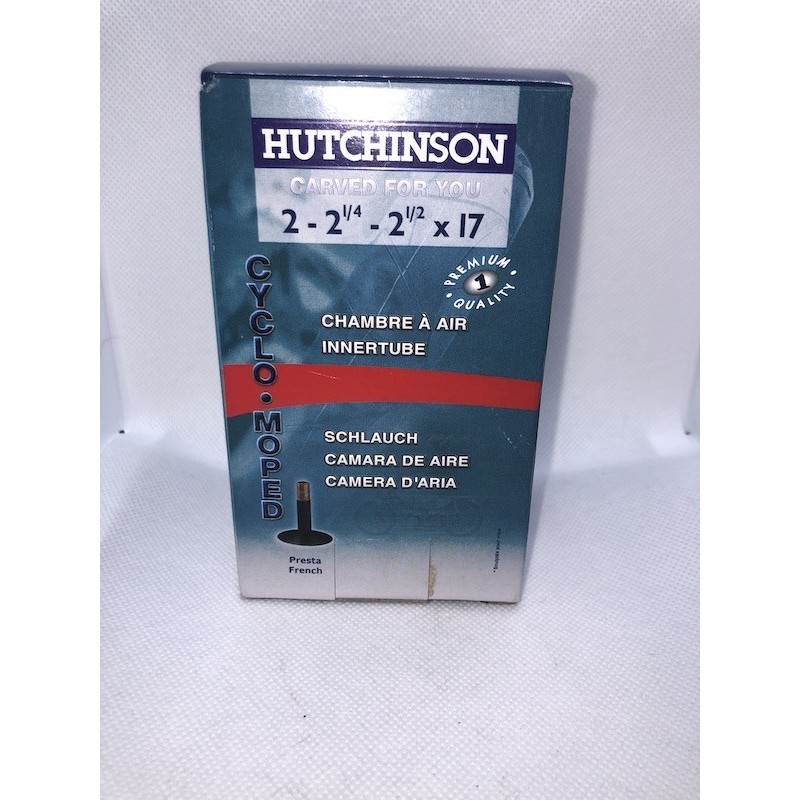 HUTCHINSON
CARVED FOR YOU
2 - 2 1/4 - 2 1/2 x 17
PREMIUM
1
QUALITY
CYCLO • MOPED
CHAMBRE À AIR
INNERTUBE
SCHLAUCH
CAMARA DE AIRE
CAMERA D'ARIA
Presta
French